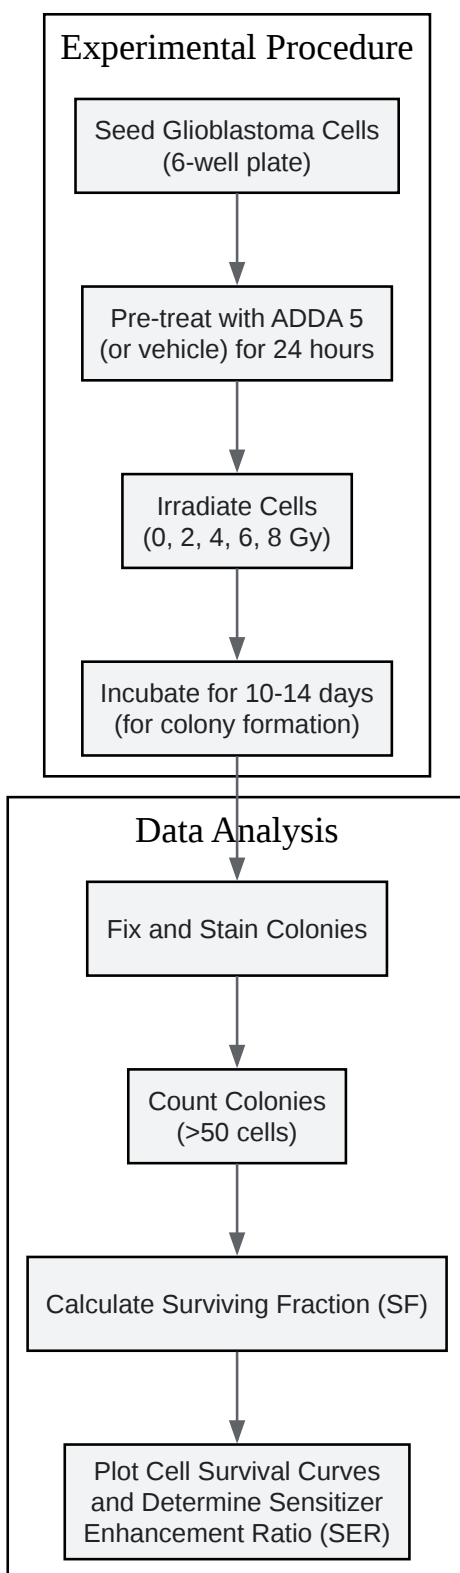 Experimental Procedure
Seed Glioblastoma Cells
(6-well plate)
Pre-treat with ADDA 5
(or vehicle) for 24 hours
Irradiate Cells
(0, 2, 4, 6, 8 Gy)
Incubate for 10-14 days
(for colony formation)
Data Analysis
Fix and Stain Colonies
Count Colonies
(>50 cells)
Calculate Surviving Fraction (SF)
Plot Cell Survival Curves
and Determine Sensitizer
Enhancement Ratio (SER)